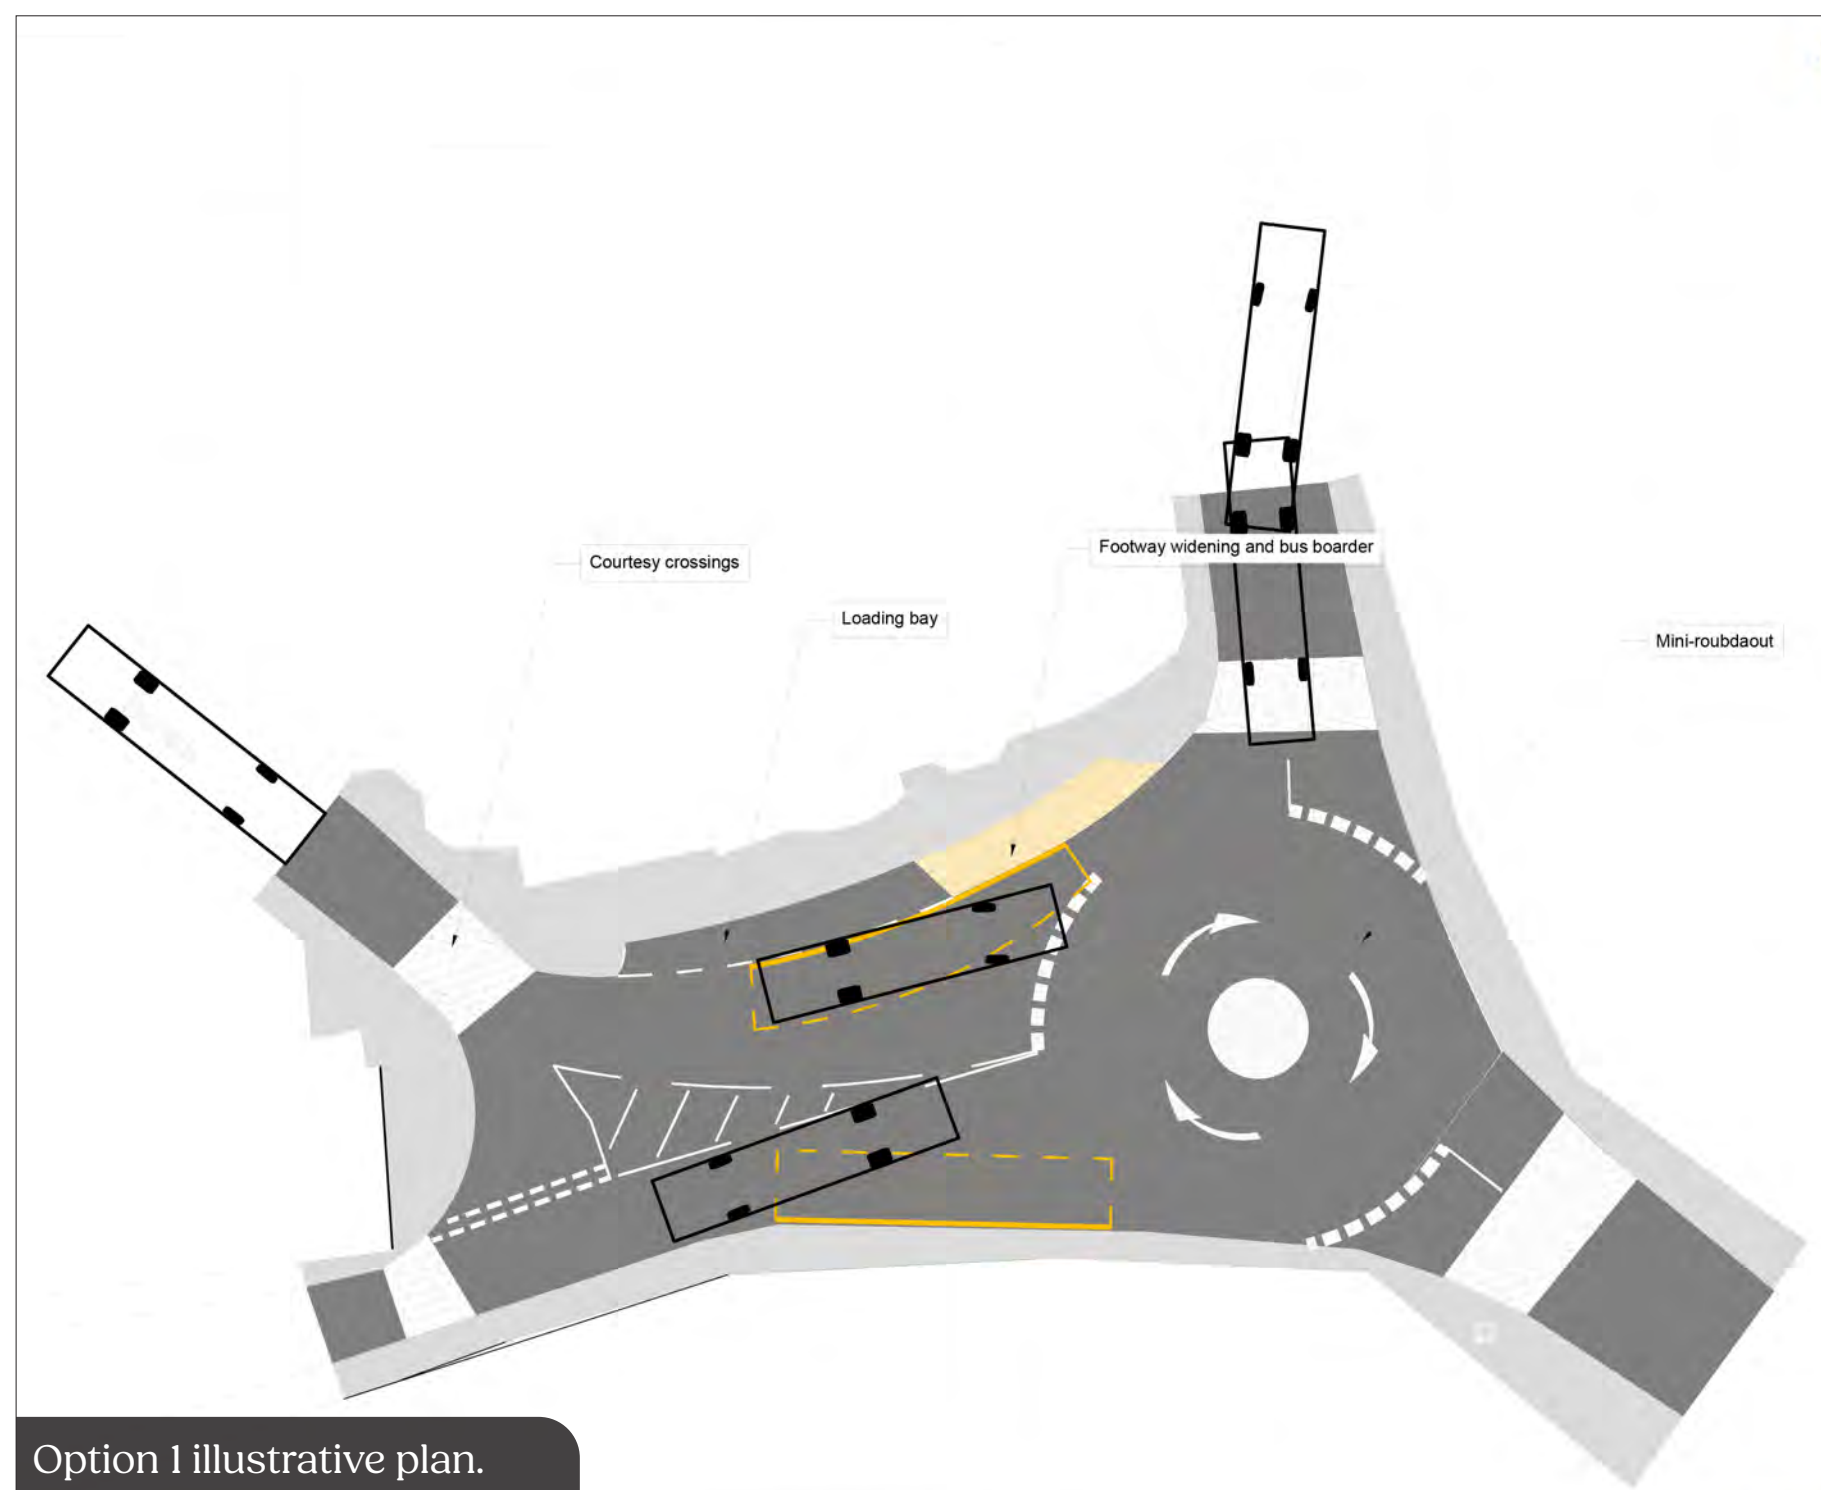 Footway widening and bus boarder
Courtesy crossings
Loading bay
Mini-roubdaout
Option 1 illustrative plan.